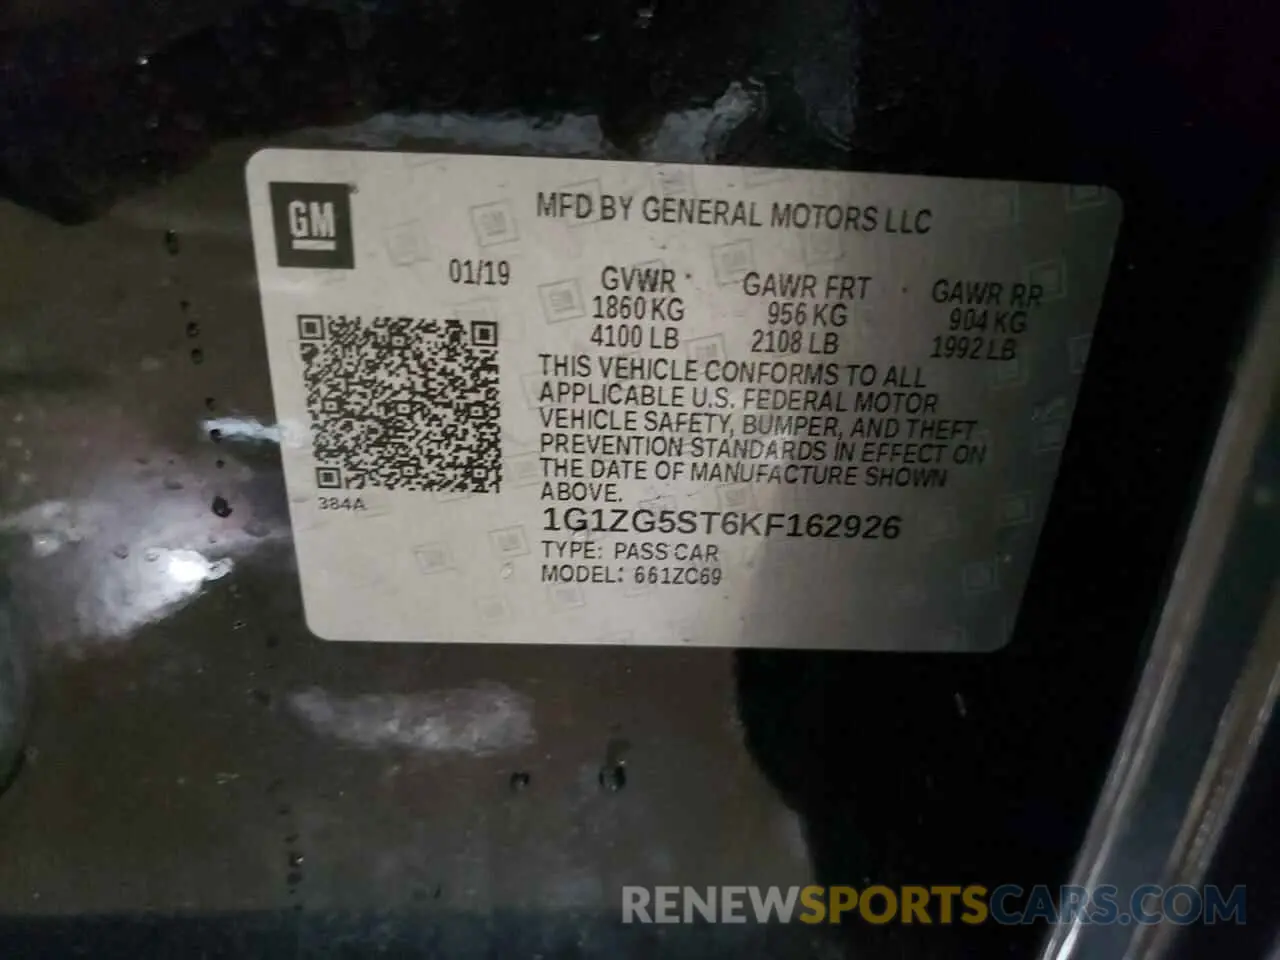 GM
MFD BY GENERAL MOTORS LLC
01/19
GVWR GAWR FRT GAWR RR
1860 KG 956 KG 904 KG
4100 LB 2108 LB 1992 LB
THIS VEHICLE CONFORMS TO ALL
APPLICABLE U.S. FEDERAL MOTOR
VEHICLE SAFETY, BUMPER, AND THEFT
PREVENTION STANDARDS IN EFFECT ON
THE DATE OF MANUFACTURE SHOWN
ABOVE.
384A
1G1ZG5ST6KF162926
TYPE: PASS CAR
MODEL: 661ZC69
RENEWSPORTSCARS.COM